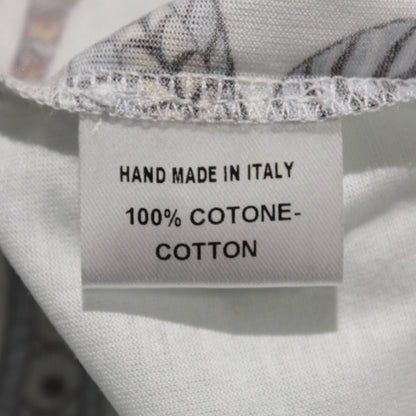 HAND MADE IN ITALY
100% COTONE-
COTTON